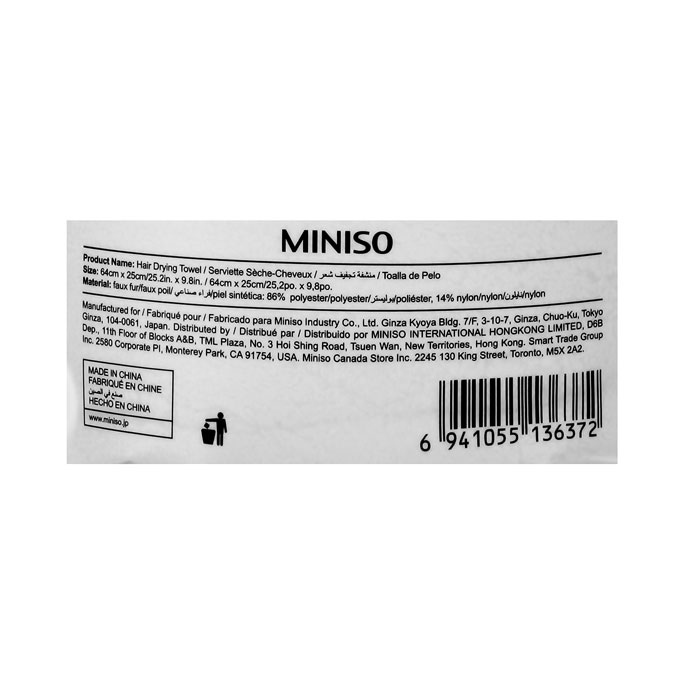 MINISO
Product Name: Hair Drying Towel / Serviette Sèche-Cheveux / منشفة تجفيف شعر / Toalla de Pelo
Size: 64cm x 25cm/25.2in. x 9.8in. / 64cm x 25cm/25,2po. x 9,8po.
Material: faux fur/faux poil/فراء صناعي/piel sintética: 86% polyester/polyester/بوليستر/poliéster, 14% nylon/nylon/نايلون/nylon
Manufactured for / Fabriqué pour / Fabricado para Miniso Industry Co., Ltd. Ginza Kyoya Bldg. 7/F, 3-10-7, Ginza, Chuo-Ku, Tokyo
Ginza, 104-0061, Japan. Distributed by / Distribué par / Distribuido por MINISO INTERNATIONAL HONGKONG LIMITED, D6B
Dep., 11th Floor of Blocks A&B, TML Plaza, No. 3 Hoi Shing Road, Tsuen Wan, New Territories, Hong Kong. Smart Trade Group
Inc. 2580 Corporate Pl, Monterey Park, CA 91754, USA. Miniso Canada Store Inc. 2245 130 King Street, Toronto, M5X 2A2.
MADE IN CHINA
FABRIQUÉ EN CHINE
صنع في الصين
HECHO EN CHINA
www.miniso.jp
6 941055 136372